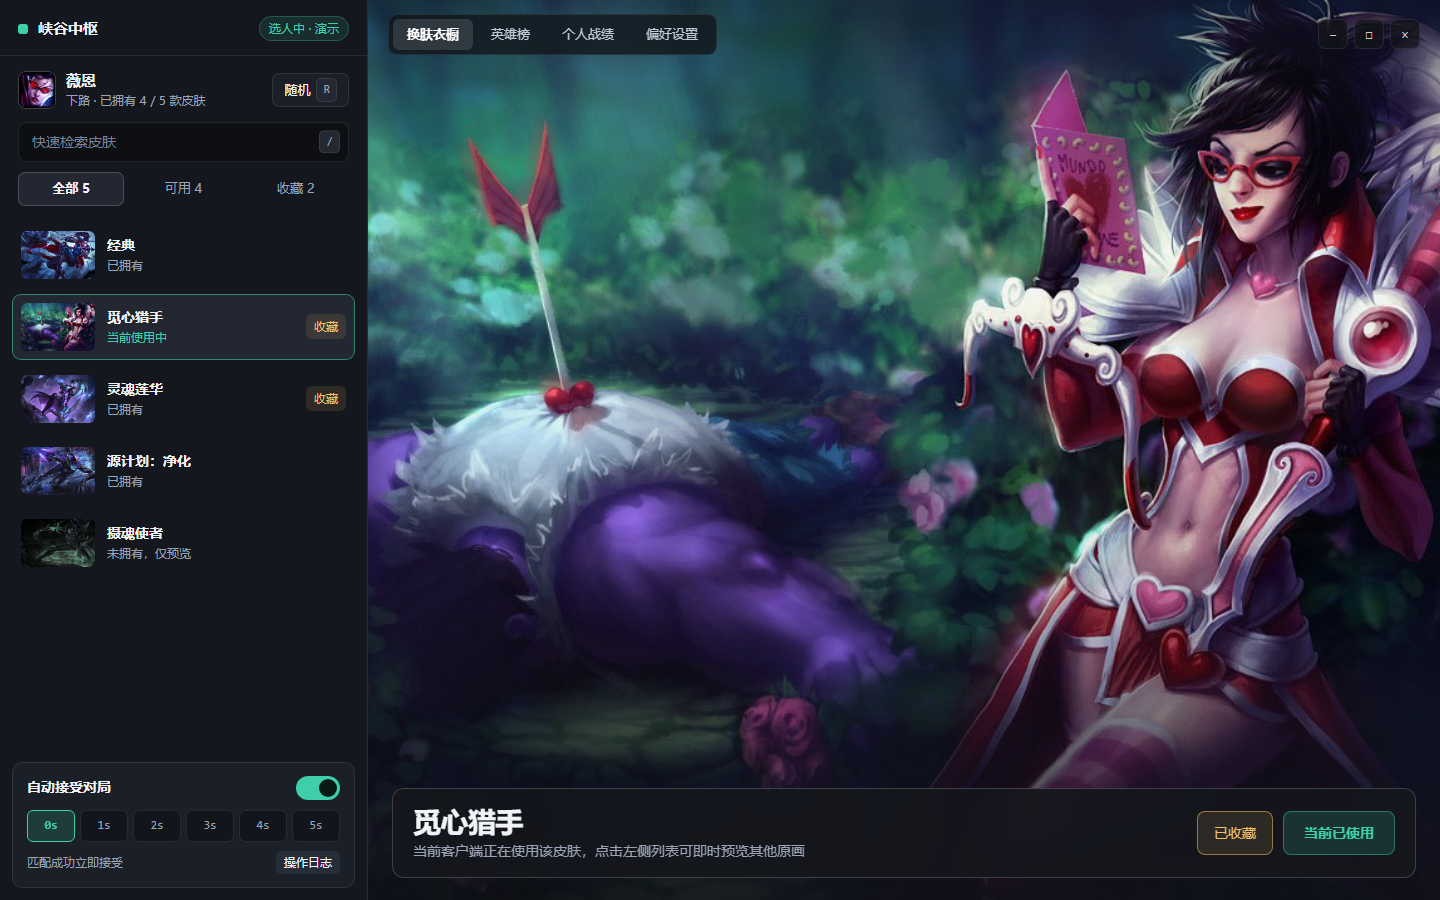 峡谷中枢
选人中 · 演示
薇恩
下路 · 已拥有 4 / 5 款皮肤
随机 R
快速检索皮肤 /
全部 5 可用 4 收藏 2
经典
已拥有
觅心猎手
当前使用中
收藏
灵魂莲华
已拥有
收藏
源计划：净化
已拥有
摄魂使者
未拥有，仅预览
自动接受对局
0s 1s 2s 3s 4s 5s
匹配成功立即接受
操作日志
换肤衣橱 英雄榜 个人战绩 偏好设置
MUNDO
觅心猎手
当前客户端正在使用该皮肤，点击左侧列表可即时预览其他原画
已收藏
当前已使用